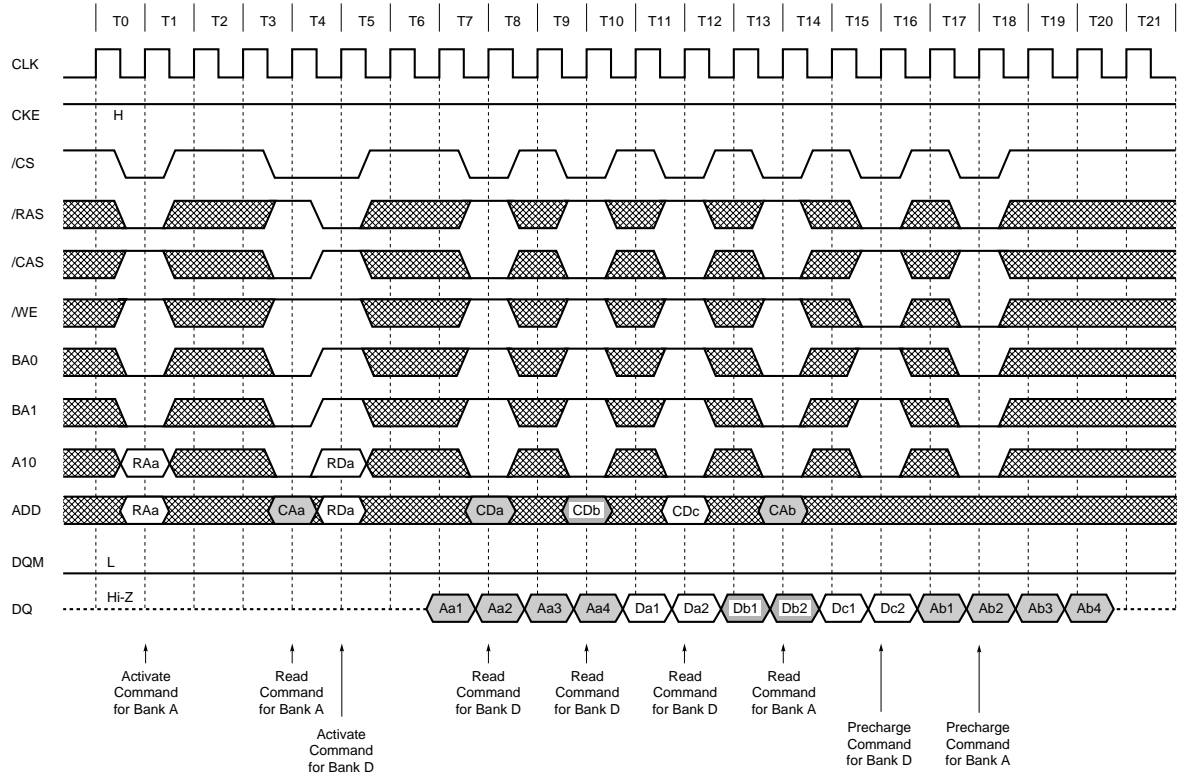 T0 T1 T2 T3 T4 T5 T6 T7 T8 T9 T10 T11 T12 T13 T14 T15 T16 T17 T18 T19 T20 T21
CLK
CKE H
/CS
/RAS
/CAS
/WE
BA0
BA1
A10 RAa RDa
ADD RAa CAa RDa CDa CDb CDc CAb
DQM L
DQ Hi-Z Aa1 Aa2 Aa3 Aa4 Da1 Da2 Db1 Db2 Dc1 Dc2 Ab1 Ab2 Ab3 Ab4
Activate
Command
for Bank A
Read
Command
for Bank A
Activate
Command
for Bank D
Read
Command
for Bank D
Read
Command
for Bank D
Read
Command
for Bank D
Read
Command
for Bank A
Precharge
Command
for Bank D
Precharge
Command
for Bank A